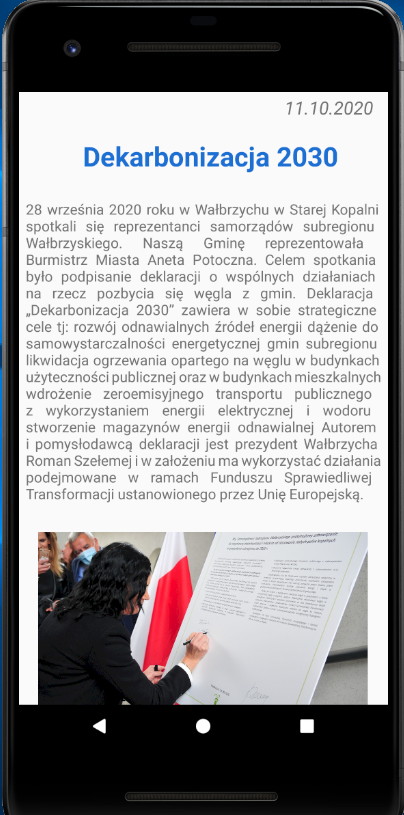 11.10.2020
Dekarbonizacja 2030
28 września 2020 roku w Wałbrzychu w Starej Kopalni
spotkali się reprezentanci samorządów subregionu
Wałbrzyskiego. Naszą Gminę reprezentowała
Burmistrz Miasta Aneta Potoczna. Celem spotkania
było podpisanie deklaracji o wspólnych działaniach
na rzecz pozbycia się węgla z gmin. Deklaracja
„Dekarbonizacja 2030” zawiera w sobie strategiczne
cele tj: rozwój odnawialnych źródeł energii dążenie do
samowystarczalności energetycznej gmin subregionu
likwidacja ogrzewania opartego na węglu w budynkach
użyteczności publicznej oraz w budynkach mieszkalnych
wdrożenie zeroemisyjnego transportu publicznego
z wykorzystaniem energii elektrycznej i wodoru
stworzenie magazynów energii odnawialnej Autorem
i pomysłodawcą deklaracji jest prezydent Wałbrzycha
Roman Szełemej i w założeniu ma wykorzystać działania
podejmowane w ramach Funduszu Sprawiedliwej
Transformacji ustanowionego przez Unię Europejską.